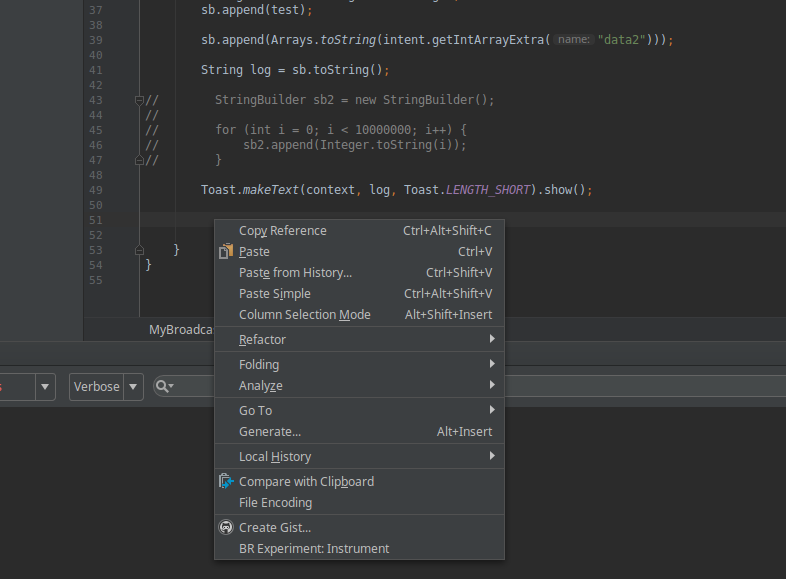 37 sb.append(test);
38
39 sb.append(Arrays.toString(intent.getIntArrayExtra( name: "data2")));
40
41 String log = sb.toString();
42
43 // StringBuilder sb2 = new StringBuilder();
44 //
45 // for (int i = 0; i < 10000000; i++) {
46 // sb2.append(Integer.toString(i));
47 // }
48
49 Toast.makeText(context, log, Toast.LENGTH_SHORT).show();
50
51
52
53 }
54 }
55
Copy Reference Ctrl+Alt+Shift+C
Paste Ctrl+V
Paste from History... Ctrl+Shift+V
Paste Simple Ctrl+Alt+Shift+V
Column Selection Mode Alt+Shift+Insert
Refactor
Folding
Analyze
Go To
Generate... Alt+Insert
Local History
Compare with Clipboard
File Encoding
Create Gist...
BR Experiment: Instrument
MyBroadca
Verbose